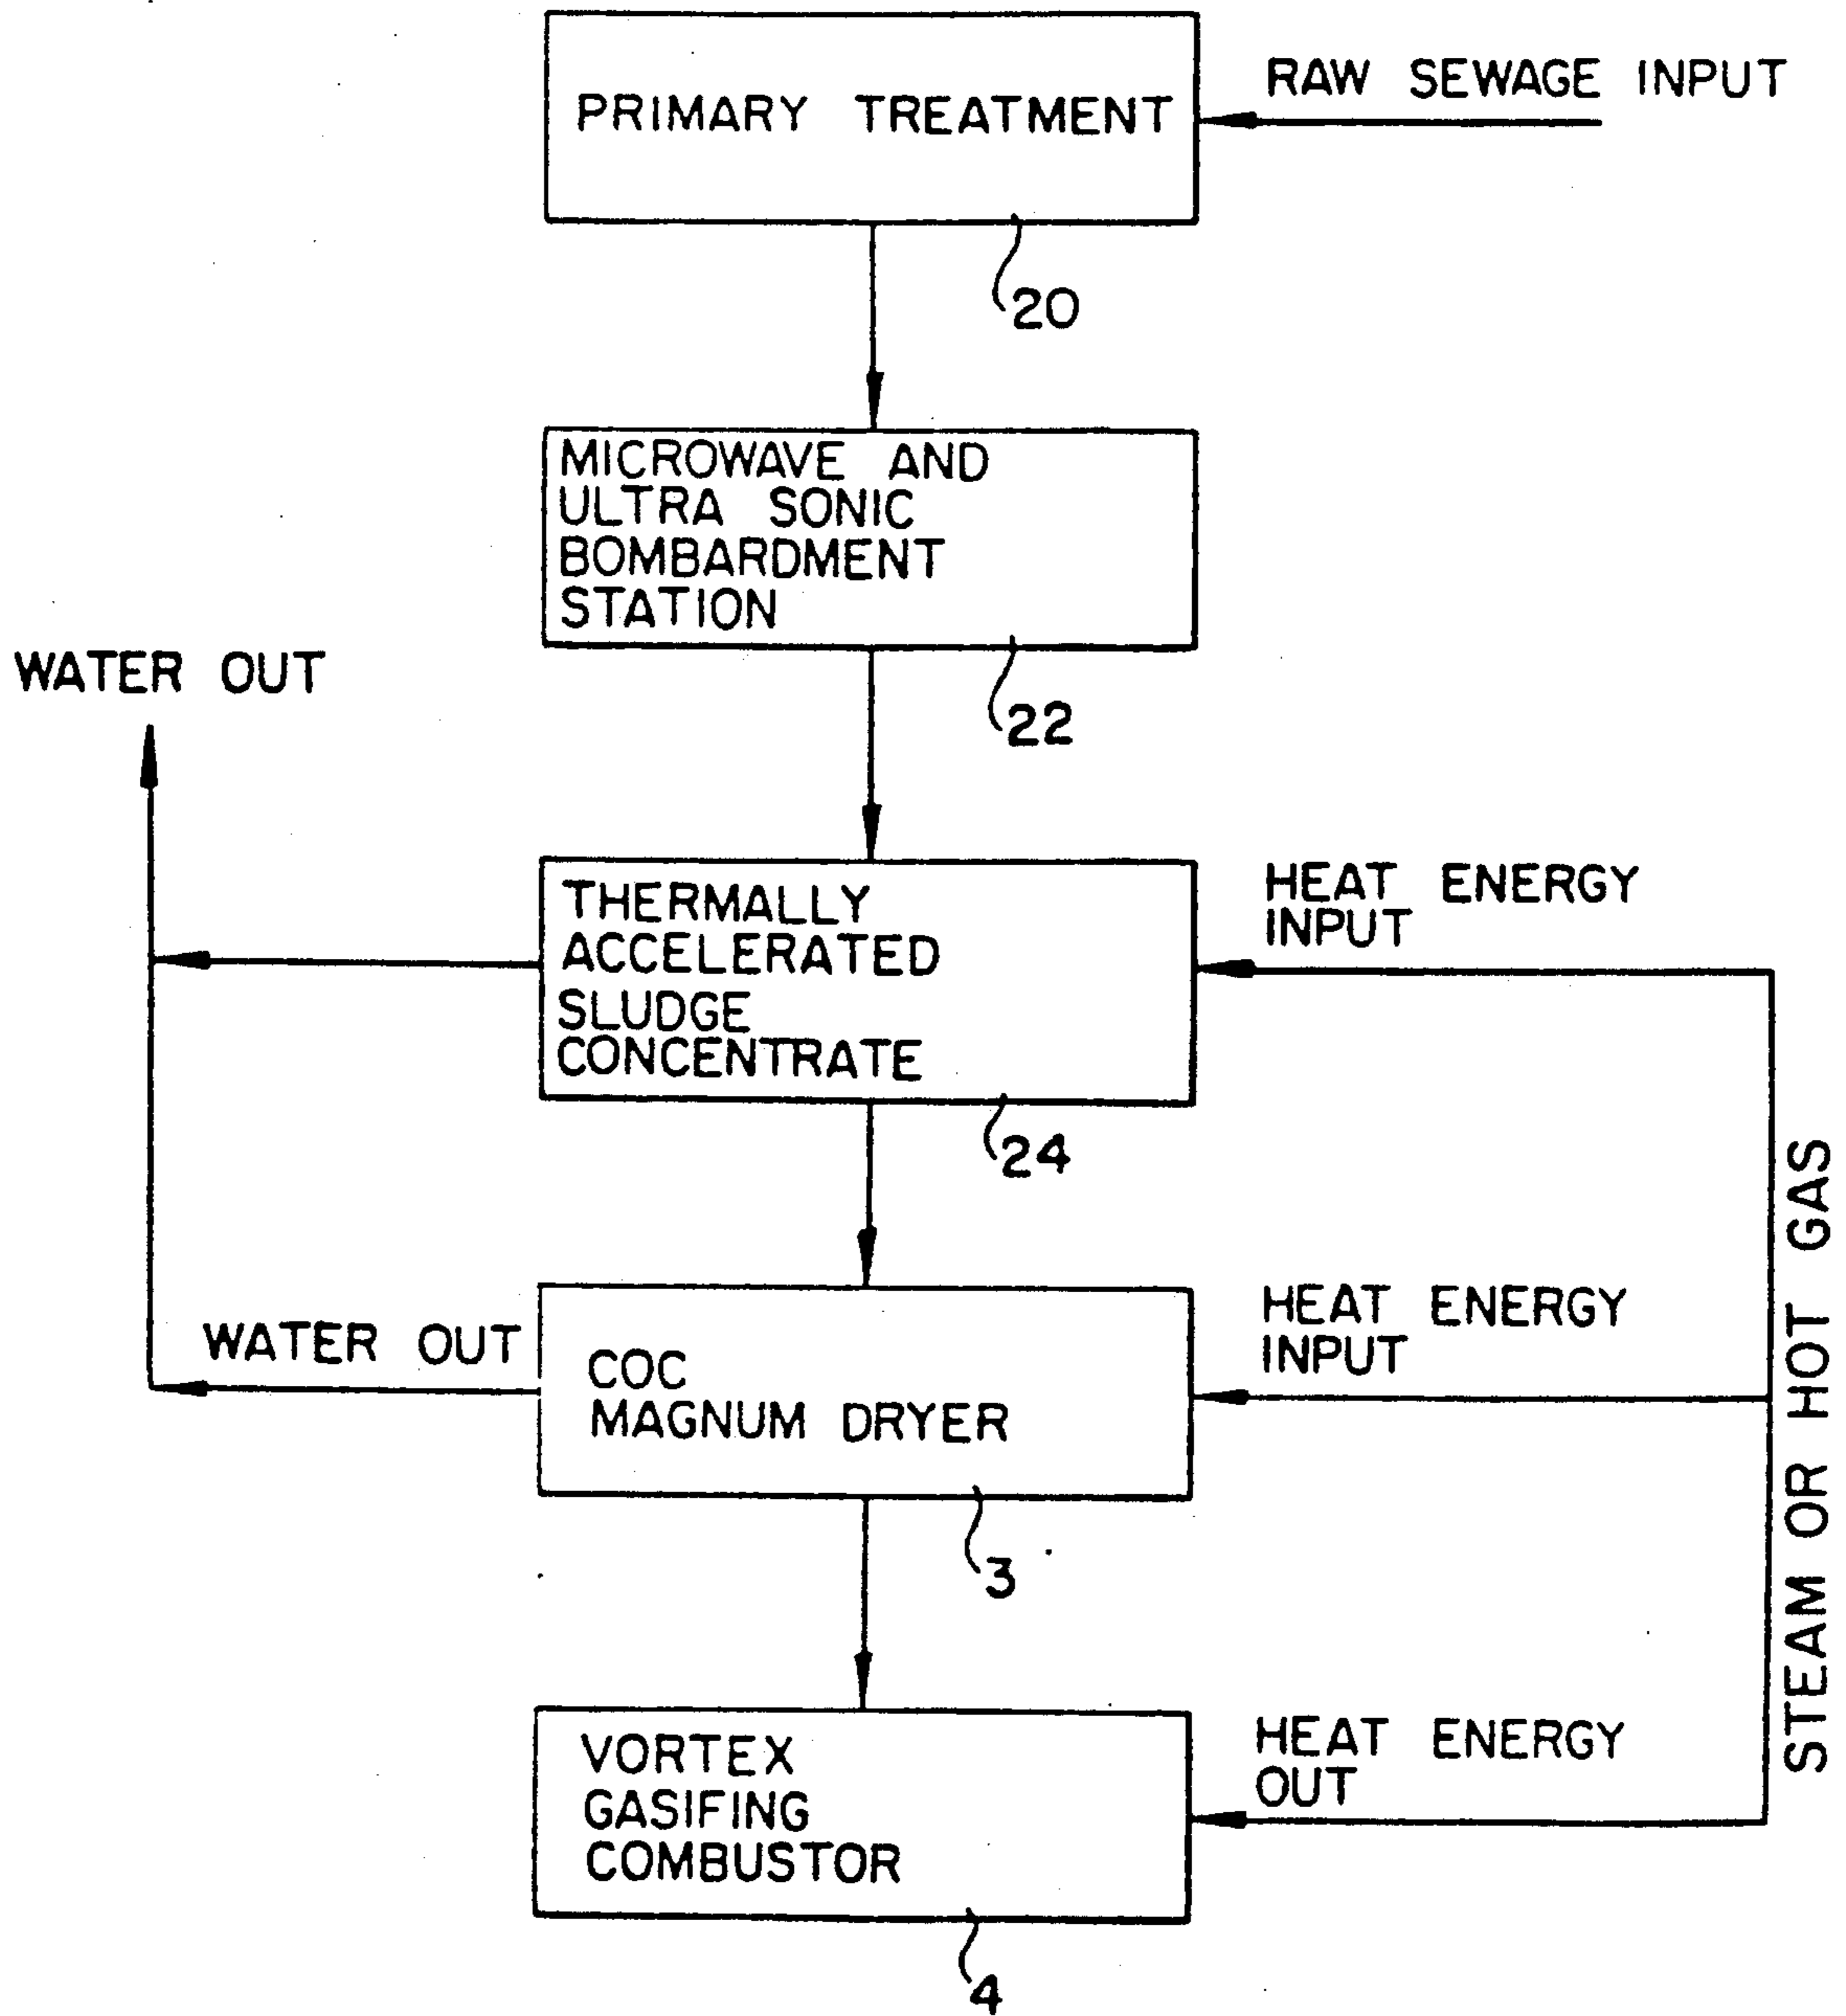 PRIMARY TREATMENT
RAW SEWAGE INPUT
20
MICROWAVE AND
ULTRA SONIC
BOMBARDMENT
STATION
22
WATER OUT
THERMALLY
ACCELERATED
SLUDGE
CONCENTRATE
24
HEAT ENERGY
INPUT
WATER OUT
COC
MAGNUM DRYER
3
HEAT ENERGY
INPUT
STEAM OR HOT GAS
VORTEX
GASIFING
COMBUSTOR
4
HEAT ENERGY
OUT